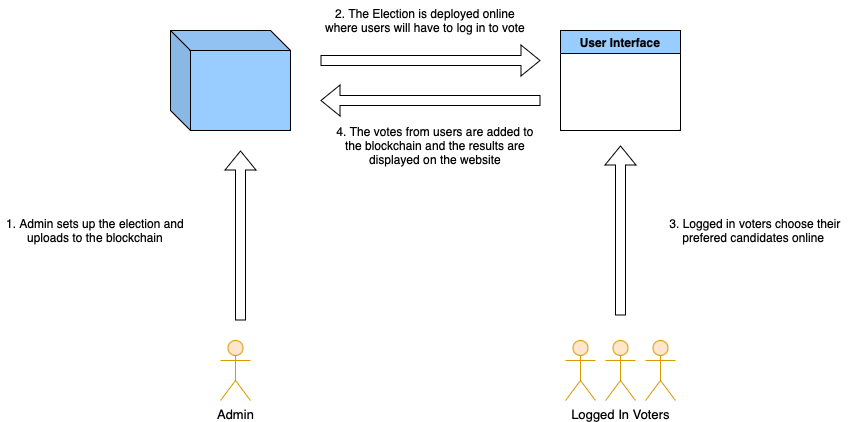 2. The Election is deployed online
where users will have to log in to vote
User Interface
4. The votes from users are added to
the blockchain and the results are
displayed on the website
1. Admin sets up the election and
uploads to the blockchain
3. Logged in voters choose their
prefered candidates online
Admin
Logged In Voters